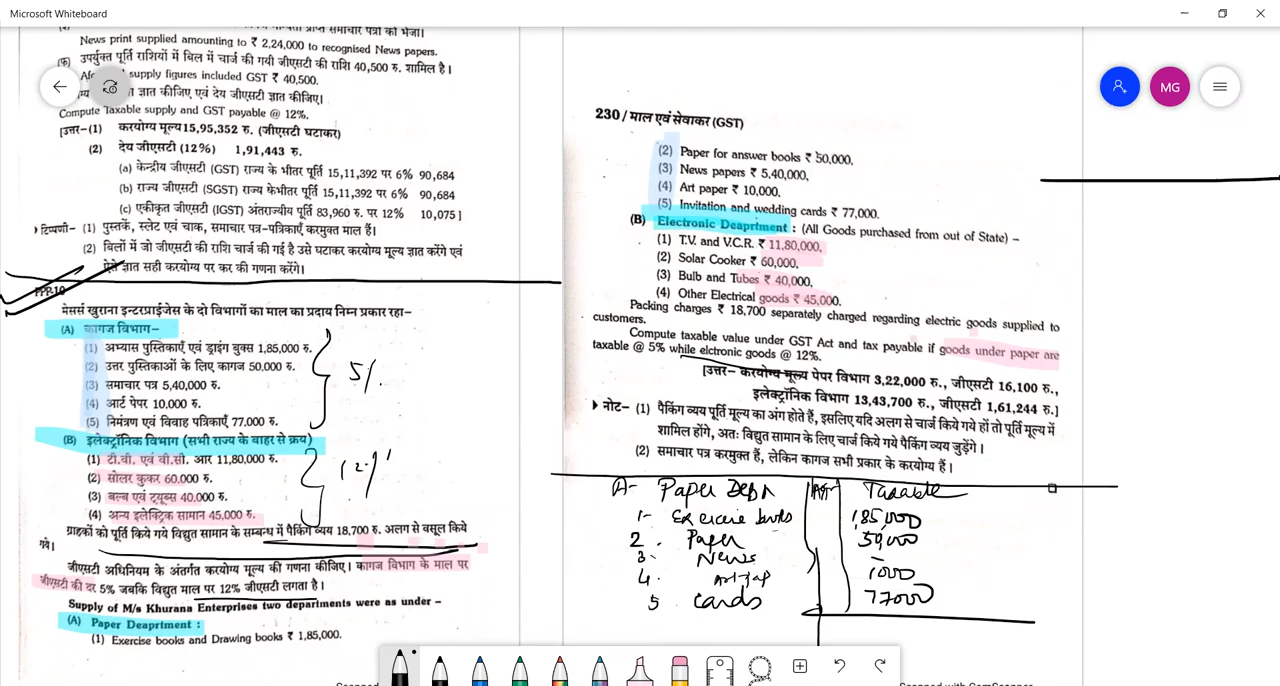 Microsoft Whiteboard
News print supplied amounting to ₹ 2,24,000 to recognised News papers.
(फ) उपर्युक्त पूर्ति राशियों में बिल में चार्ज की गयी जीएसटी की राशि 40,500 रु. शामिल है।
supply figures included GST ₹ 40,500.
ज्ञात कीजिए एवं देय जीएसटी ज्ञात कीजिए।
Compute Taxable supply and GST payable @ 12%.
[उत्तर-(1) करयोग्य मूल्य 15,95,352 रु. (जीएसटी घटाकर)
(2) देय जीएसटी (12%) 1,91,443 रु.
(a) केन्द्रीय जीएसटी (GST) राज्य के भीतर पूर्ति 15,11,392 पर 6% 90,684
(b) राज्य जीएसटी (SGST) राज्य के भीतर पूर्ति 15,11,392 पर 6% 90,684
(c) एकीकृत जीएसटी (IGST) अंतराज्यीय पूर्ति 83,960 रु. पर 12% 10,075]
टिप्पणी- (1) पुस्तकें, स्लेट एवं चाक, समाचार पत्र-पत्रिकाएँ करमुक्त माल हैं।
(2) बिलों में जो जीएसटी की राशि चार्ज की गई है उसे घटाकर करयोग्य मूल्य ज्ञात करेंगे एवं
ऐसे ज्ञात सही करयोग्य पर कर की गणना करेंगे।
मेसर्स खुराना इन्टरप्राईजेस के दो विभागों का माल का प्रदाय निम्न प्रकार रहा-
(A) कागज विभाग-
(1) अभ्यास पुस्तिकाएँ एवं ड्राइंग बुक्स 1,85,000 रु.
(2) उत्तर पुस्तिकाओं के लिए कागज 50.000 रु.
(3) समाचार पत्र 5,40,000 रु.
(4) आर्ट पेपर 10.000 रु.
(5) निमंत्रण एवं विवाह पत्रिकाएँ 77.000 रु.
5%.
(B) इलेक्ट्रॉनिक विभाग (सभी राज्य के बाहर से क्रय)
(1) टी.वी. एवं वी.सी. आर 11,80,000 रु.
(2) सोलर कुकर 60.000 रु.
(3) बल्ब एवं ट्यूब्स 40.000 रु.
(4) अन्य इलेक्ट्रिक सामान 45,000 रु.
12%
ग्राहकों को पूर्ति किये गये विद्युत सामान के सम्बन्ध में पैकिंग व्यय 18.700 रु. अलग से वसूल किये
गये।
जीएसटी अधिनियम के अंतर्गत करयोग्य मूल्य की गणना कीजिए। कागज विभाग के माल पर
जीएसटी की दर 5% जबकि विद्युत माल पर 12% जीएसटी लगता है।
Supply of M/s Khurana Enterprises two departments were as under -
(A) Paper Deaprtment :
(1) Exercise books and Drawing books ₹ 1,85,000.
230 / माल एवं सेवाकर (GST)
(2) Paper for answer books ₹ 50,000,
(3) News papers ₹ 5,40,000,
(4) Art paper ₹ 10,000,
(5) Invitation and wedding cards ₹ 77,000.
(B) Electronic Deaprtment : (All Goods purchased from out of State) -
(1) T.V. and V.C.R. ₹ 11,80,000,
(2) Solar Cooker ₹ 60,000,
(3) Bulb and Tubes ₹ 40,000,
(4) Other Electrical goods ₹ 45,000.
Packing charges ₹ 18,700 separately charged regarding electric goods supplied to
customers.
Compute taxable value under GST Act and tax payable if goods under paper are
taxable @ 5% while elctronic goods @ 12%.
[उत्तर- करयोग्य मूल्य पेपर विभाग 3,22,000 रु., जीएसटी 16,100 रु.,
इलेक्ट्रॉनिक विभाग 13,43,700 रु., जीएसटी 1,61,244 रु.]
नोट- (1) पैकिंग व्यय पूर्ति मूल्य का अंग होते हैं, इसलिए यदि अलग से चार्ज किये गये हों तो पूर्ति मूल्य में
शामिल होंगे, अतः विद्युत सामान के लिए चार्ज किये गये पैकिंग व्यय जुड़ेंगे।
(2) समाचार पत्र करमुक्त हैं, लेकिन कागज सभी प्रकार के करयोग्य हैं।
A- Paper Taxable
1- Exercise books 1,85,000
2. Paper 50,000
3- News -
4. 1000
5 Cards 77000
MG